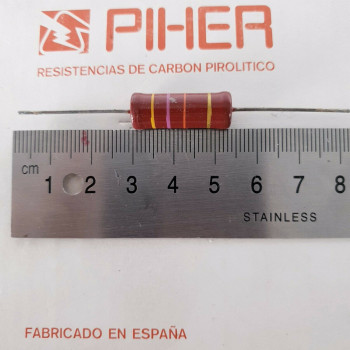 PIHER
RESISTENCIAS DE CARBON PIROLITICO
cm 1 2 3 4 5 6 7 8
STAINLESS
FABRICADO EN ESPAÑA